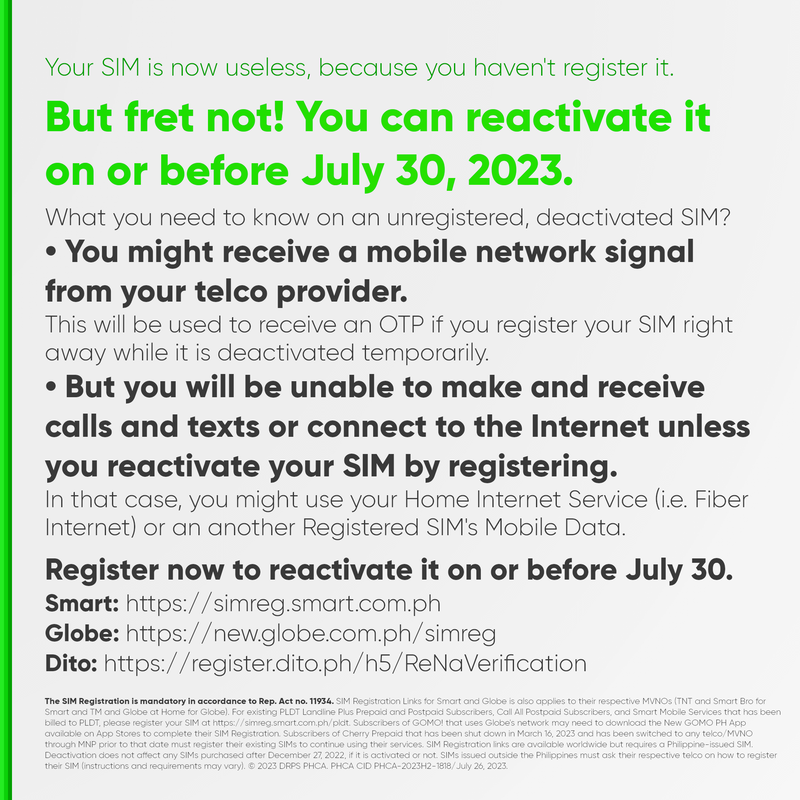 Your SIM is now useless, because you haven't register it.
But fret not! You can reactivate it
on or before July 30, 2023.
What you need to know on an unregistered, deactivated SIM?
• You might receive a mobile network signal
from your telco provider.
This will be used to receive an OTP if you register your SIM right
away while it is deactivated temporarily.
• But you will be unable to make and receive
calls and texts or connect to the Internet unless
you reactivate your SIM by registering.
In that case, you might use your Home Internet Service (i.e. Fiber
Internet) or an another Registered SIM's Mobile Data.
Register now to reactivate it on or before July 30.
Smart: https://simreg.smart.com.ph
Globe: https://new.globe.com.ph/simreg
Dito: https://register.dito.ph/h5/ReNaVerification
The SIM Registration is mandatory in accordance to Rep. Act no. 11934. SIM Registration Links for Smart and Globe is also applies to their respective MVNOs (TNT and Smart Bro for
Smart and TM and Globe at Home for Globe). For existing PLDT Landline Plus Prepaid and Postpaid Subscribers, Call All Postpaid Subscribers, and Smart Mobile Services that has been
billed to PLDT, please register your SIM at https://simreg.smart.com.ph/pldt. Subscribers of GOMO! that uses Globe's network may need to download the New GOMO PH App
available on App Stores to complete their SIM Registration. Subscribers of Cherry Prepaid that has been shut down in March 16, 2023 and has been switched to any telco/MVNO
through MNP prior to that date must register their existing SIMs to continue using their services. SIM Registration links are available worldwide but requires a Philippine-issued SIM.
Deactivation does not affect any SIMs purchased after December 27, 2022, if it is activated or not. SIMs issued outside the Philippines must ask their respective telco on how to register
their SIM (instructions and requirements may vary). © 2023 DRPS PHCA. PHCA CID PHCA-2023H2-1818/July 26, 2023.